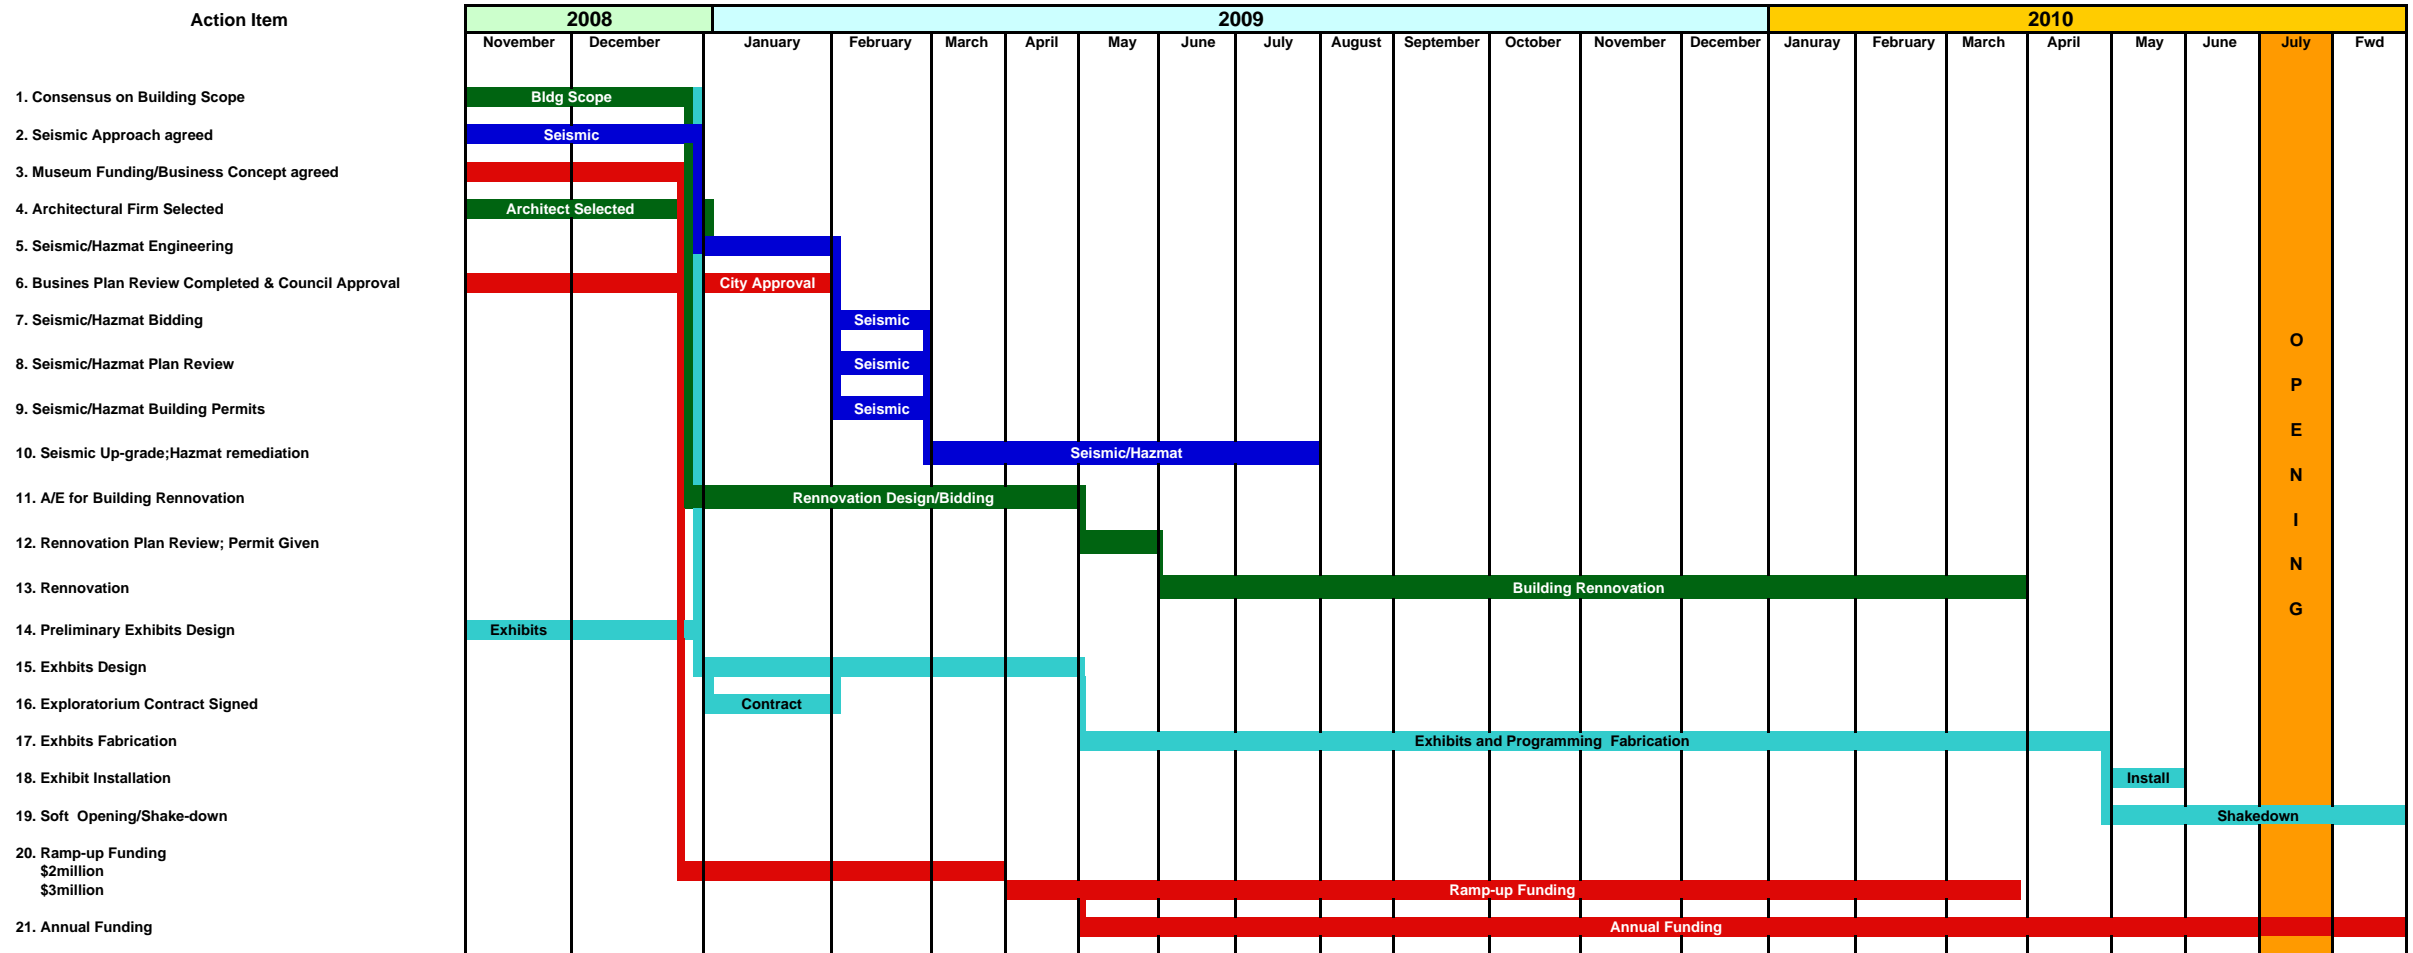 Action Item
2008 2009 2010
November December January February March April May June July August September October November December Januray February March April May June July Fwd
1. Consensus on Building Scope Bldg Scope
2. Seismic Approach agreed Seismic
3. Museum Funding/Business Concept agreed
4. Architectural Firm Selected Architect Selected
5. Seismic/Hazmat Engineering
6. Busines Plan Review Completed & Council Approval City Approval
7. Seismic/Hazmat Bidding Seismic
8. Seismic/Hazmat Plan Review Seismic
9. Seismic/Hazmat Building Permits Seismic
10. Seismic Up-grade;Hazmat remediation Seismic/Hazmat
11. A/E for Building Rennovation Rennovation Design/Bidding
12. Rennovation Plan Review; Permit Given
13. Rennovation Building Rennovation
14. Preliminary Exhibits Design Exhibits
15. Exhbits Design
16. Exploratorium Contract Signed Contract
17. Exhbits Fabrication Exhibits and Programming Fabrication
18. Exhibit Installation Install
19. Soft Opening/Shake-down Shakedown
20. Ramp-up Funding
$2million
$3million Ramp-up Funding
21. Annual Funding Annual Funding
O
P
E
N
I
N
G